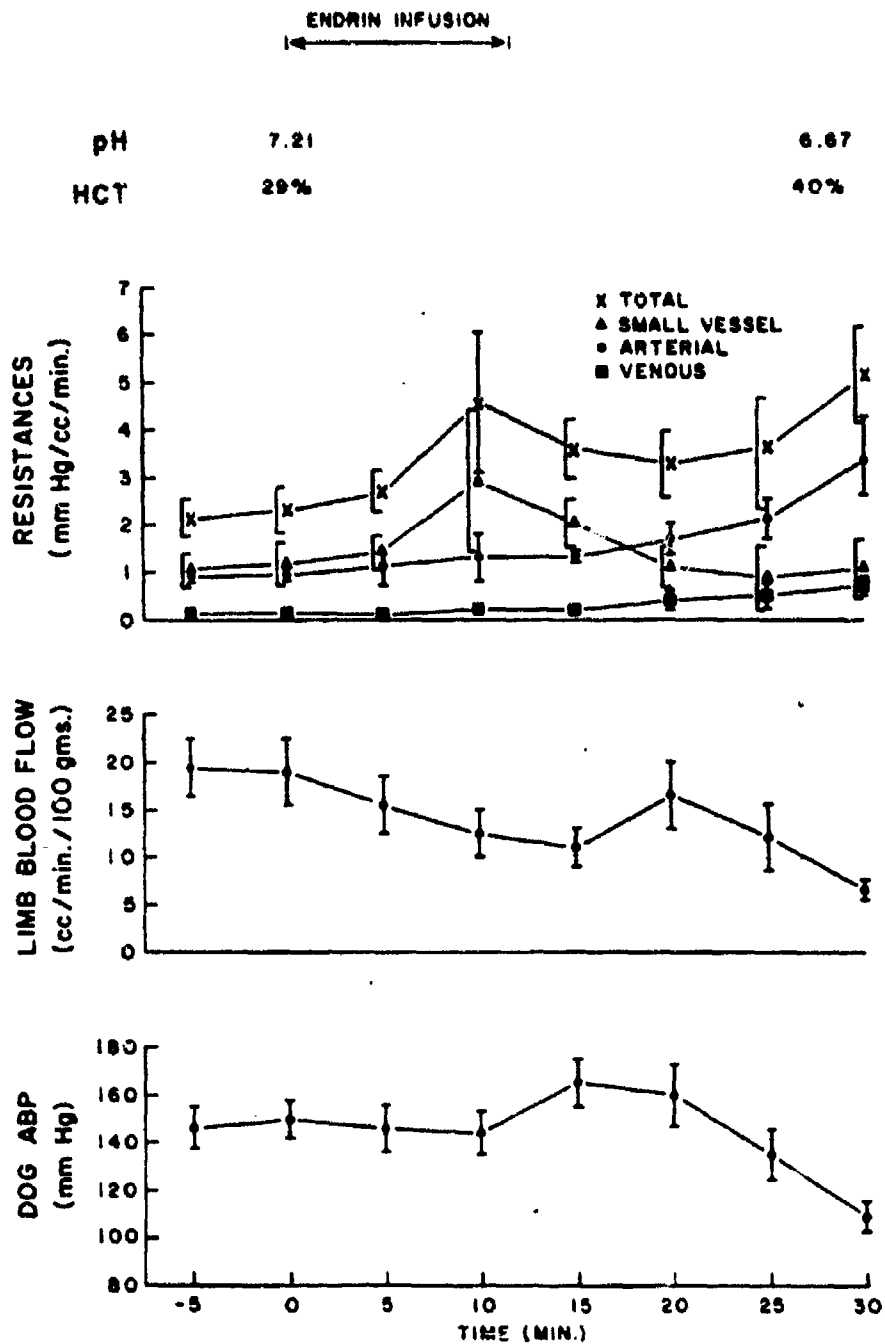 ENDRIN INFUSION
pH 7.21 6.67
HCT 29% 40%
RESISTANCES
(mm Hg/cc/min.)
7
6
5
4
3
2
1
0
x TOTAL
▲ SMALL VESSEL
● ARTERIAL
■ VENOUS
LIMB BLOOD FLOW
(cc/min./100 gms.)
25
20
15
10
5
0
DOG ABP
(mm Hg)
180
160
140
120
100
80
-5 0 5 10 15 20 25 30
TIME (MIN.)